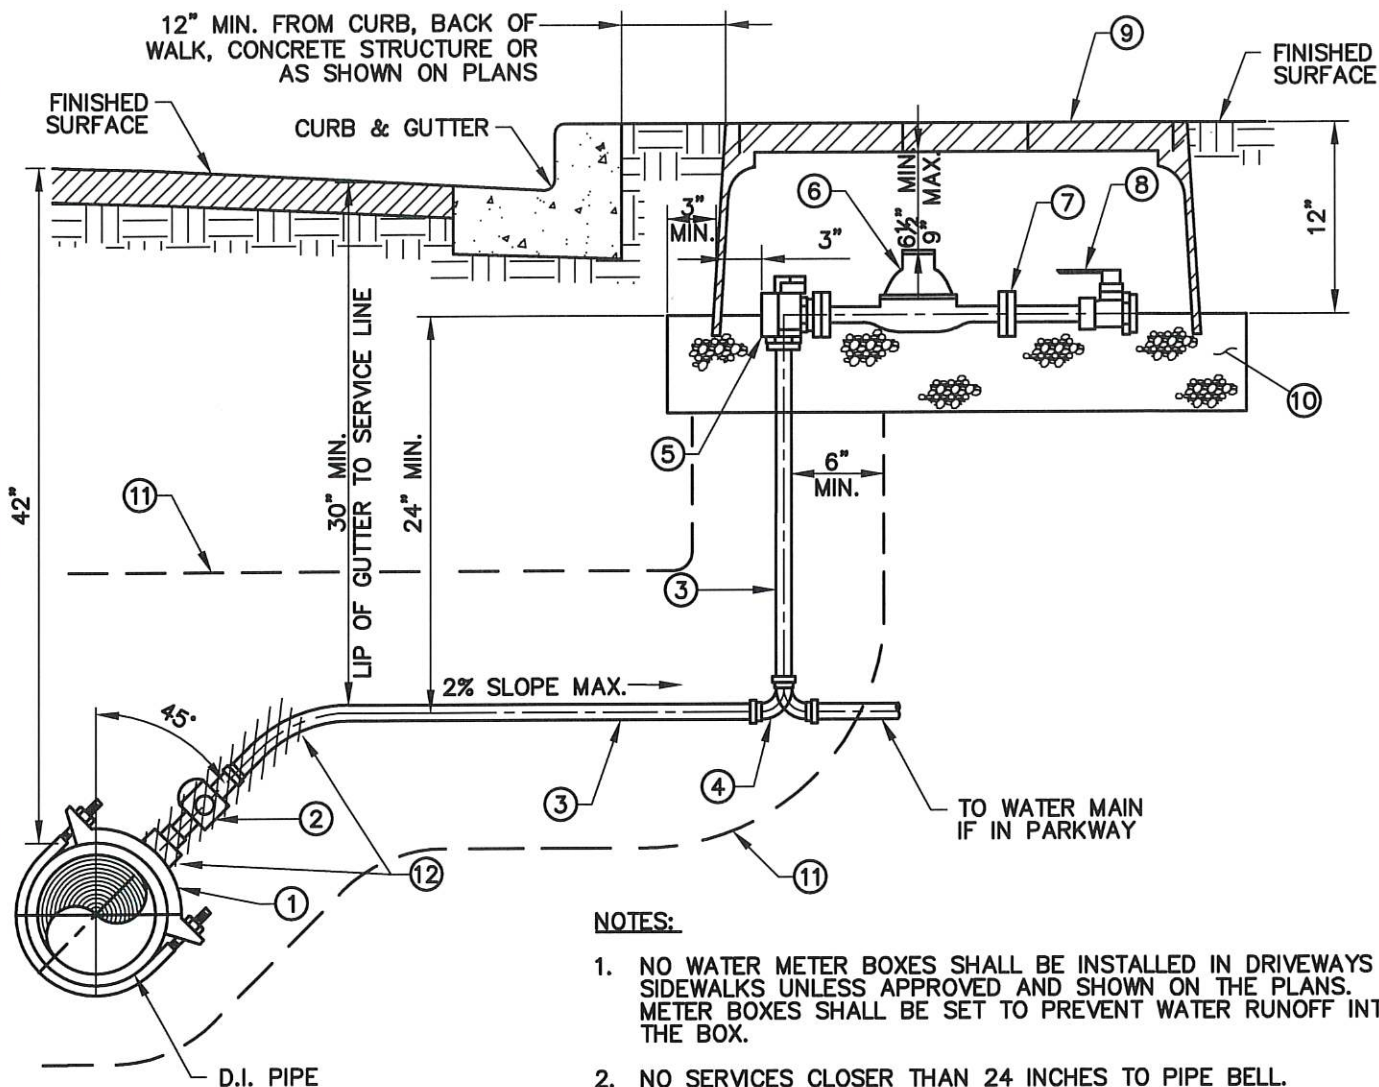 12" MIN. FROM CURB, BACK OF
WALK, CONCRETE STRUCTURE OR
AS SHOWN ON PLANS
9
FINISHED
SURFACE
FINISHED
SURFACE
CURB & GUTTER
6
6½" MIN.
9" MAX.
7
8
12"
3"
MIN.
3"
10
5
42"
11
30" MIN.
LIP OF GUTTER TO SERVICE LINE
24" MIN.
6"
MIN.
3
2% SLOPE MAX.
45°
2
3
4
TO WATER MAIN
IF IN PARKWAY
12
1
11
D.I. PIPE
NOTES:
1. NO WATER METER BOXES SHALL BE INSTALLED IN DRIVEWAYS
SIDEWALKS UNLESS APPROVED AND SHOWN ON THE PLANS.
METER BOXES SHALL BE SET TO PREVENT WATER RUNOFF INT
THE BOX.
2. NO SERVICES CLOSER THAN 24 INCHES TO PIPE BELL.